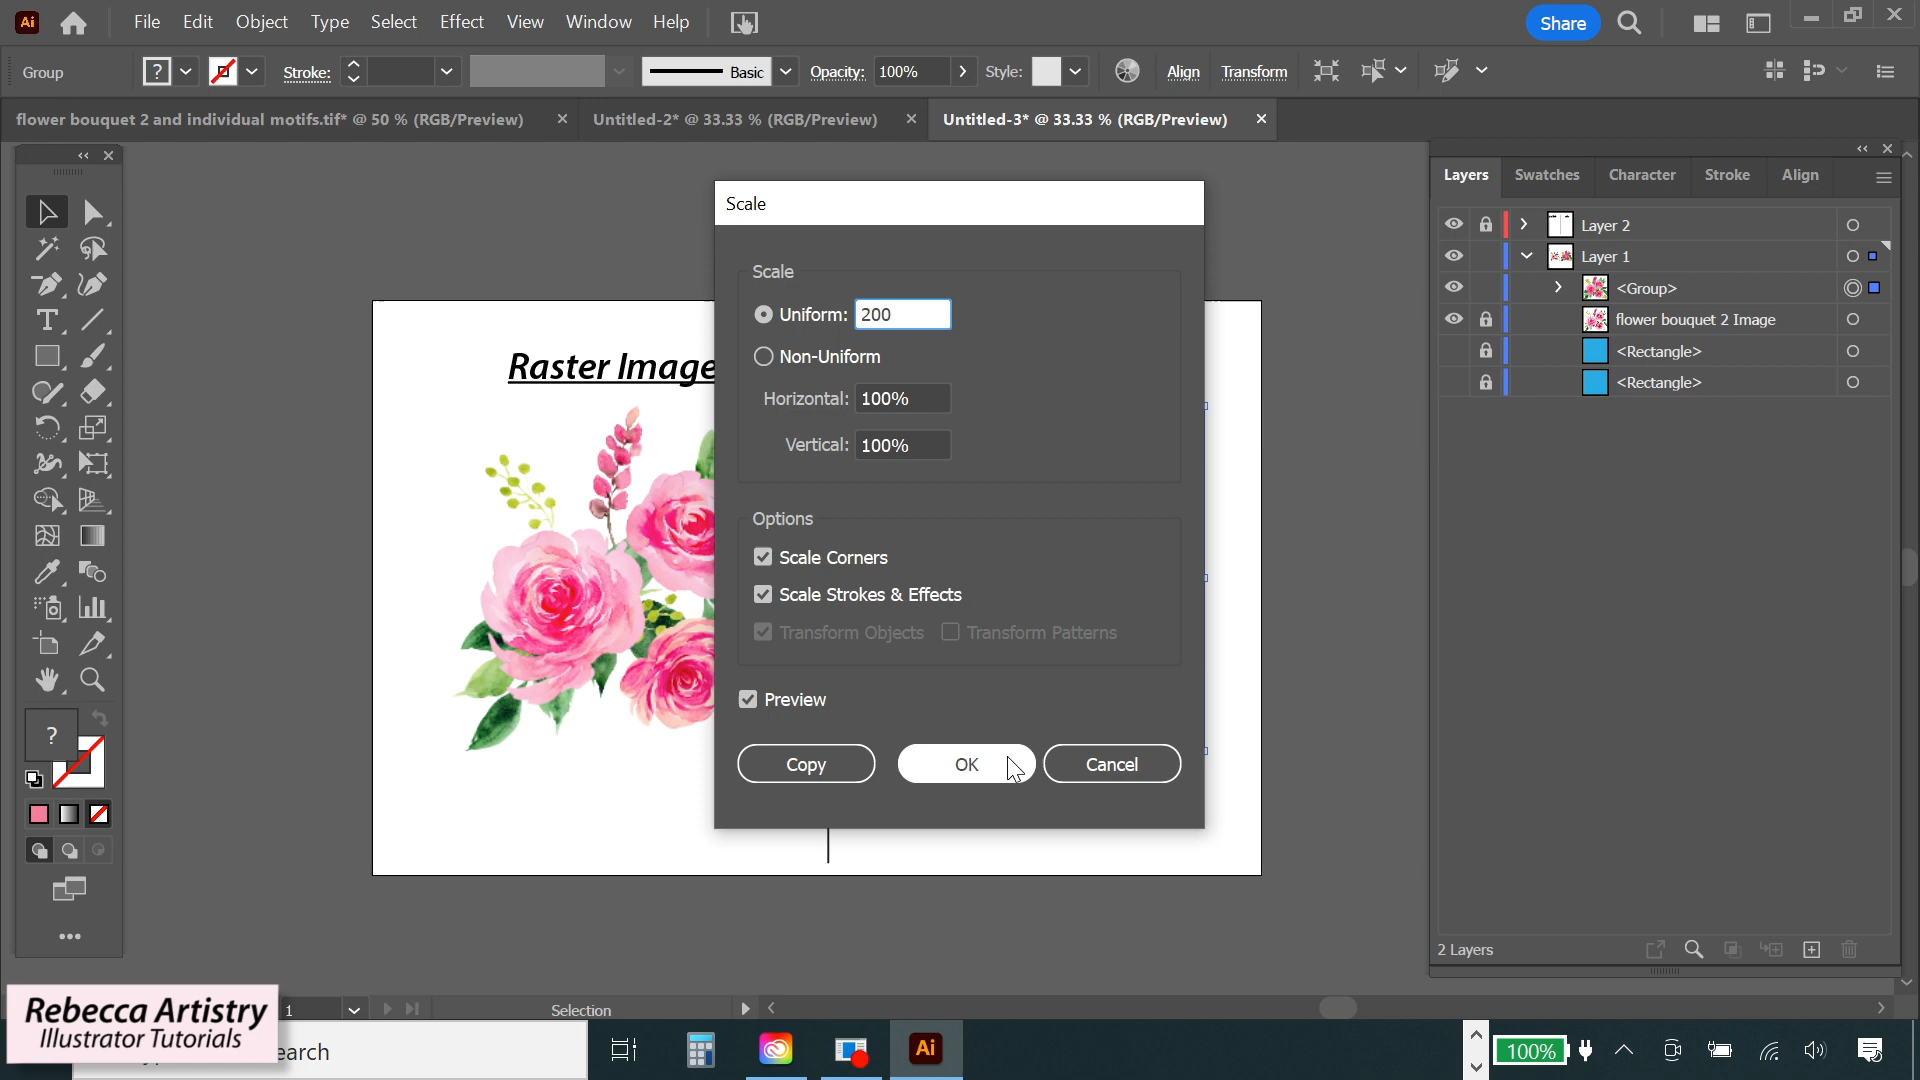 Ai File Edit Object Type Select Effect View Window Help Share
Group ? Stroke: Basic Opacity: 100% Style: Align Transform
flower bouquet 2 and individual motifs.tif* @ 50 % (RGB/Preview) Untitled-2* @ 33.33 % (RGB/Preview) Untitled-3* @ 33.33 % (RGB/Preview)
Layers Swatches Character Stroke Align
Layer 2
Layer 1
<Group>
flower bouquet 2 Image
<Rectangle>
<Rectangle>
2 Layers
Raster Image
Scale
Scale
Uniform: 200
Non-Uniform
Horizontal: 100%
Vertical: 100%
Options
Scale Corners
Scale Strokes & Effects
Transform Objects Transform Patterns
Preview
Copy OK Cancel
?
1 Selection
Rebecca Artistry
Illustrator Tutorials
earch
Ai
100%